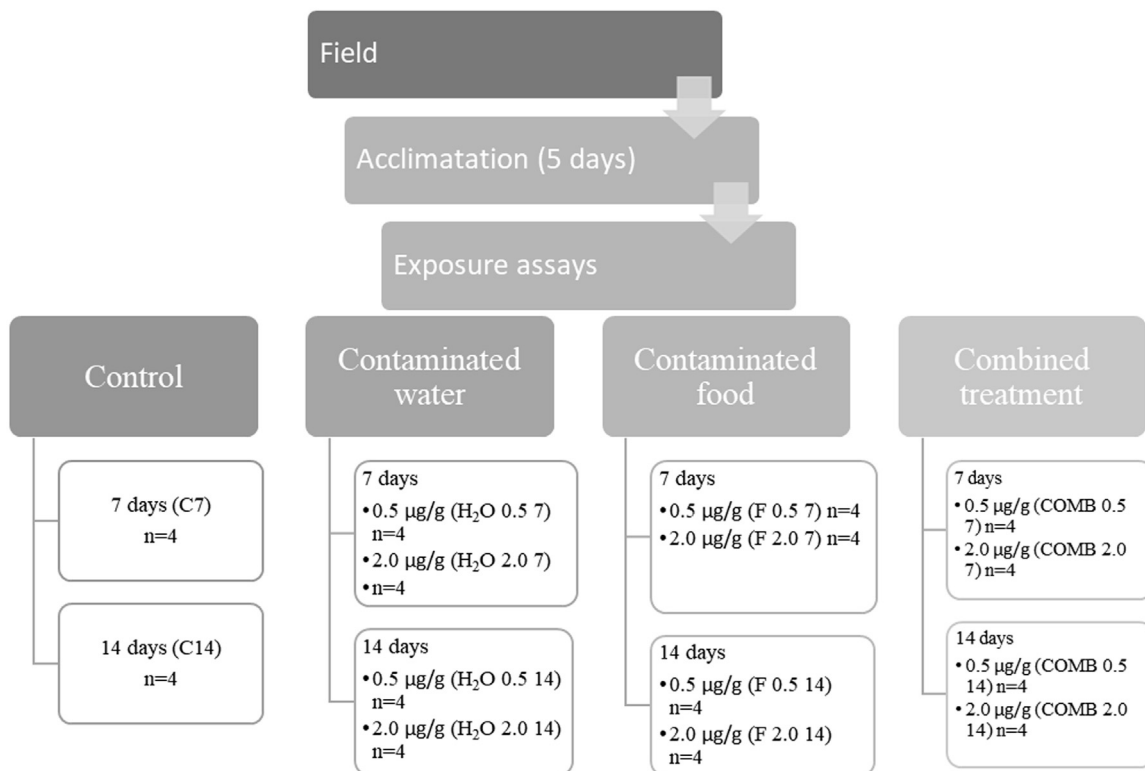 Field
Acclimatation (5 days)
Exposure assays
Control
7 days (C7)
n=4
14 days (C14)
n=4
Contaminated
water
7 days
•0.5 µg/g (H₂O 0.5 7)
n=4
•2.0 µg/g (H₂O 2.0 7)
•n=4
14 days
•0.5 µg/g (H₂O 0.5 14)
n=4
•2.0 µg/g (H₂O 2.0 14)
n=4
Contaminated
food
7 days
•0.5 µg/g (F 0.5 7) n=4
•2.0 µg/g (F 2.0 7) n=4
14 days
•0.5 µg/g (F 0.5 14)
n=4
•2.0 µg/g (F 2.0 14)
n=4
Combined
treatment
7 days
•0.5 µg/g (COMB 0.5
7) n=4
•2.0 µg/g (COMB 2.0
7) n=4
14 days
•0.5 µg/g (COMB 0.5
14) n=4
•2.0 µg/g (COMB 2.0
14) n=4